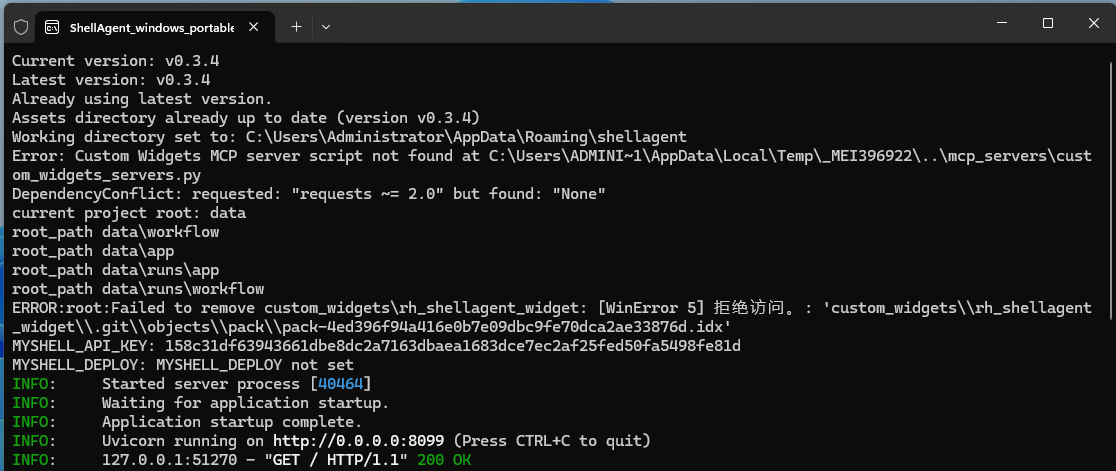 ShellAgent_windows_portable
Current version: v0.3.4
Latest version: v0.3.4
Already using latest version.
Assets directory already up to date (version v0.3.4)
Working directory set to: C:\Users\Administrator\AppData\Roaming\shellagent
Error: Custom Widgets MCP server script not found at C:\Users\ADMINI~1\AppData\Local\Temp\_MEI396922\..\mcp_servers\cust
om_widgets_servers.py
DependencyConflict: requested: "requests ~= 2.0" but found: "None"
current project root: data
root_path data\workflow
root_path data\app
root_path data\runs\app
root_path data\runs\workflow
ERROR:root:Failed to remove custom_widgets\rh_shellagent_widget: [WinError 5] 拒绝访问。: 'custom_widgets\\rh_shellagent
_widget\\.git\\objects\\pack\\pack-4ed396f94a416e0b7e09dbc9fe70dca2ae33876d.idx'
MYSHELL_API_KEY: 158c31df63943661dbe8dc2a7163dbaea1683dce7ec2af25fed50fa5498fe81d
MYSHELL_DEPLOY: MYSHELL_DEPLOY not set
INFO:     Started server process [40464]
INFO:     Waiting for application startup.
INFO:     Application startup complete.
INFO:     Uvicorn running on http://0.0.0.0:8099 (Press CTRL+C to quit)
INFO:     127.0.0.1:51270 - "GET / HTTP/1.1" 200 OK